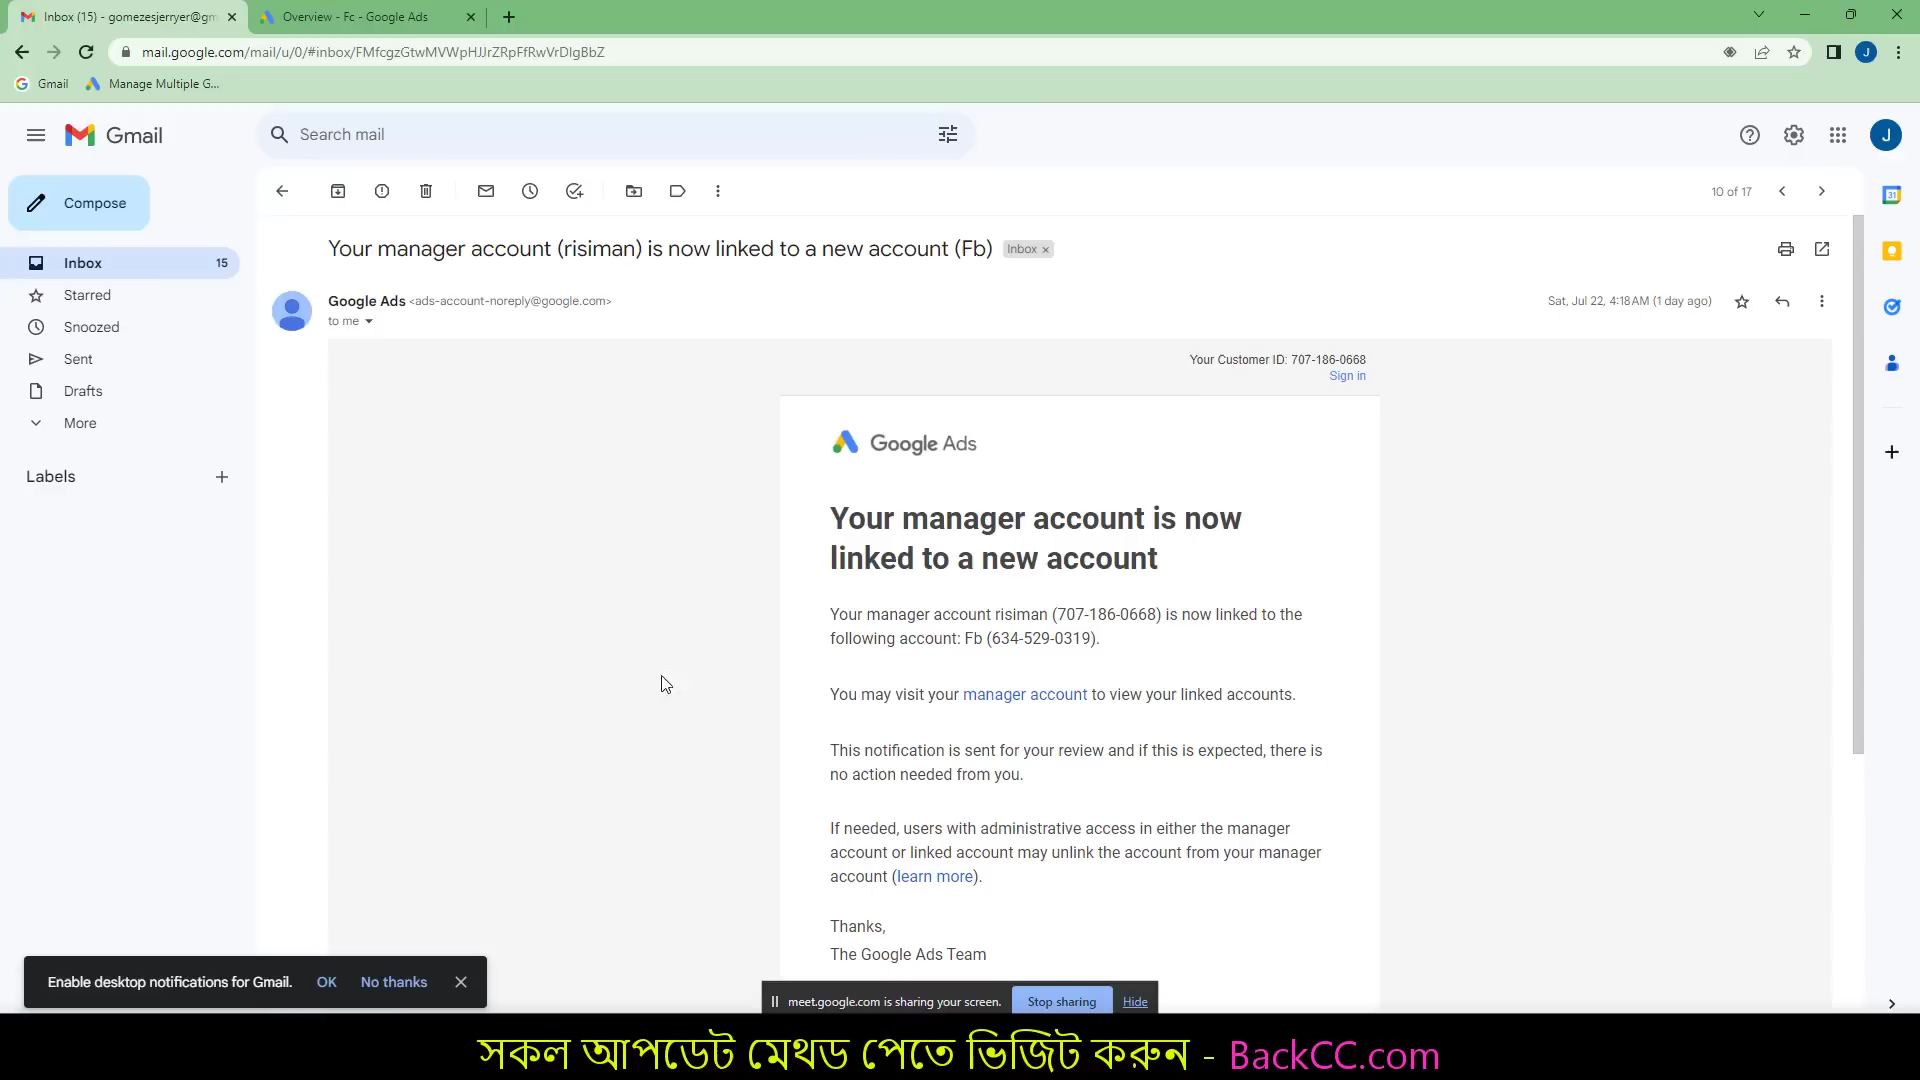 Inbox (15) - gomezesjerryer@gm
Overview - Fc - Google Ads
mail.google.com/mail/u/0/#inbox/FMfcgzGtwMVWpHJJrZRpFfRwVrDlgBbZ
J
Gmail
Manage Multiple G...
Gmail
Search mail
J
Compose
10 of 17
31
Your manager account (risiman) is now linked to a new account (Fb)
Inbox ×
Inbox
15
Starred
Snoozed
Sent
Drafts
More
Labels
Google Ads <ads-account-noreply@google.com>
Sat, Jul 22, 4:18 AM (1 day ago)
to me
Your Customer ID: 707-186-0668
Sign in
Google Ads
Your manager account is now
linked to a new account
Your manager account risiman (707-186-0668) is now linked to the
following account: Fb (634-529-0319).
You may visit your manager account to view your linked accounts.
This notification is sent for your review and if this is expected, there is
no action needed from you.
If needed, users with administrative access in either the manager
account or linked account may unlink the account from your manager
account (learn more).
Thanks,
The Google Ads Team
Enable desktop notifications for Gmail.
OK
No thanks
meet.google.com is sharing your screen.
Stop sharing
Hide
সকল আপডেট মেথড পেতে ভিজিট করুন - BackCC.com